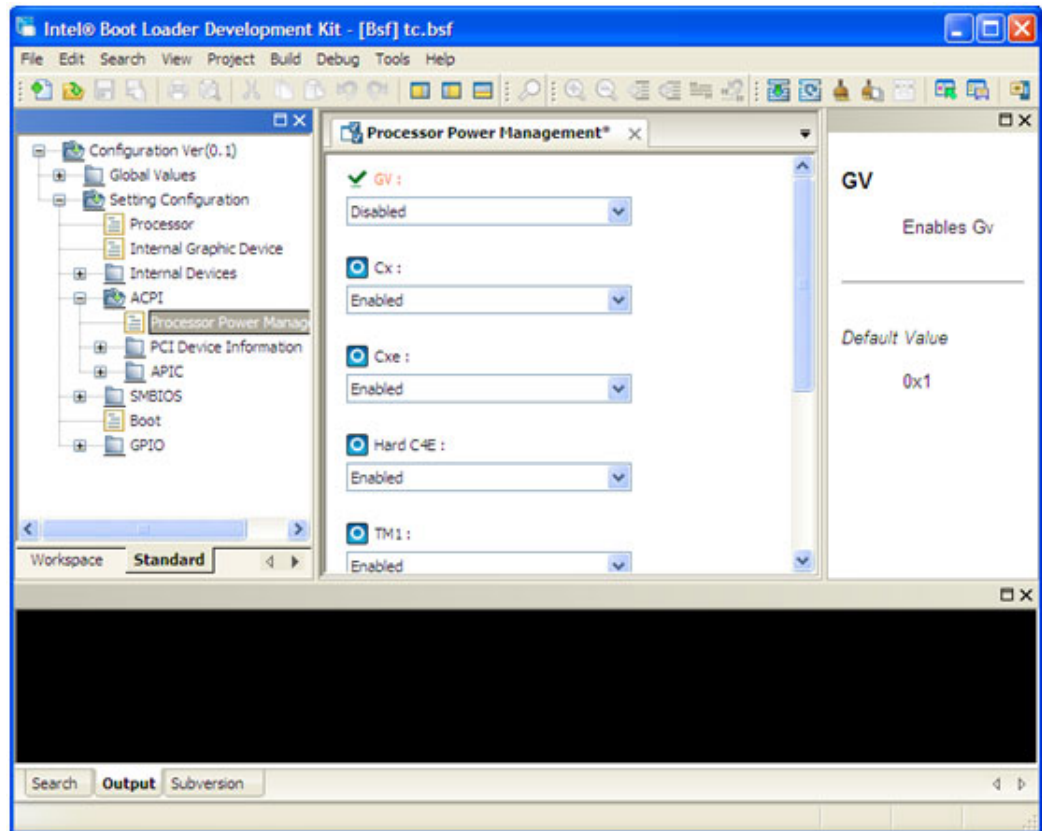 Intel® Boot Loader Development Kit - [Bsf] tc.bsf
File Edit Search View Project Build Debug Tools Help
Configuration Ver(0.1)
Global Values
Setting Configuration
Processor
Internal Graphic Device
Internal Devices
ACPI
Processor Power Manag
PCI Device Information
APIC
SMBIOS
Boot
GPIO
Workspace Standard
Processor Power Management*
GV :
Disabled
Cx :
Enabled
Cxe :
Enabled
Hard C4E :
Enabled
TM1 :
Enabled
GV
Enables Gv
Default Value
0x1
Search Output Subversion